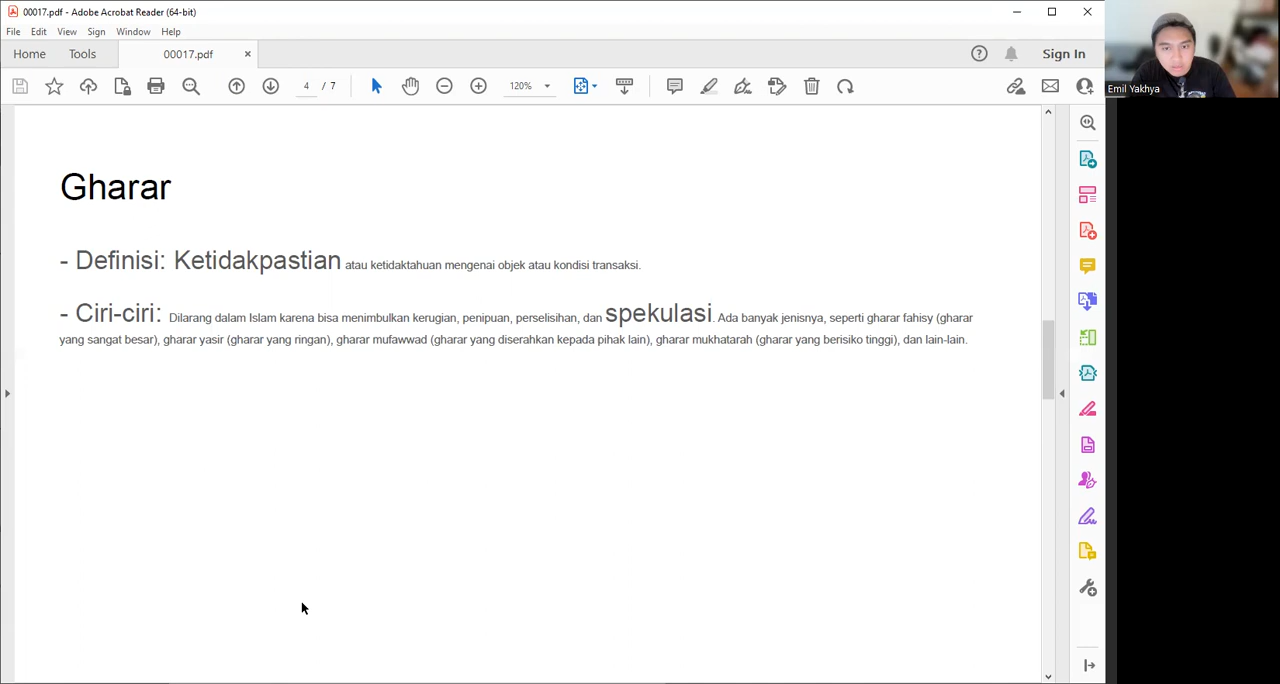 00017.pdf - Adobe Acrobat Reader (64-bit)
File Edit View Sign Window Help
Home Tools 00017.pdf × Sign In
4 / 7 120%
Emil Yakhya
Gharar
- Definisi: Ketidakpastian atau ketidaktahuan mengenai objek atau kondisi transaksi.
- Ciri-ciri: Dilarang dalam Islam karena bisa menimbulkan kerugian, penipuan, perselisihan, dan spekulasi. Ada banyak jenisnya, seperti gharar fahisy (gharar
yang sangat besar), gharar yasir (gharar yang ringan), gharar mufawwad (gharar yang diserahkan kepada pihak lain), gharar mukhatarah (gharar yang berisiko tinggi), dan lain-lain.